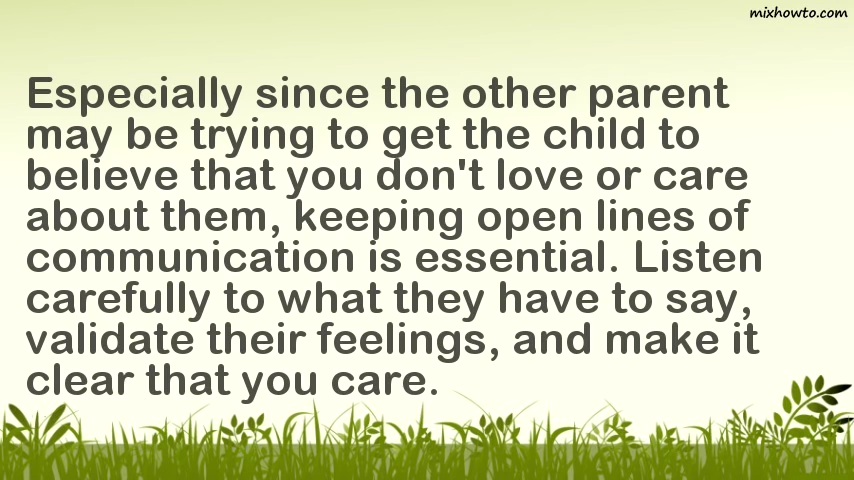 mixhowto.com
Especially since the other parent
may be trying to get the child to
believe that you don't love or care
about them, keeping open lines of
communication is essential. Listen
carefully to what they have to say,
validate their feelings, and make it
clear that you care.